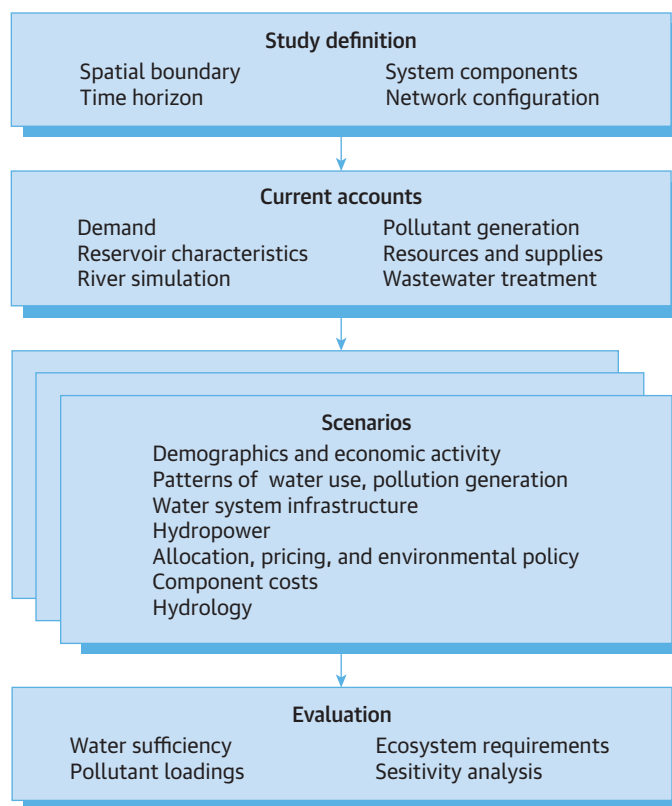 Study definition
Spatial boundary
Time horizon
System components
Network configuration
Current accounts
Demand
Reservoir characteristics
River simulation
Pollutant generation
Resources and supplies
Wastewater treatment
Scenarios
Demographics and economic activity
Patterns of water use, pollution generation
Water system infrastructure
Hydropower
Allocation, pricing, and environmental policy
Component costs
Hydrology
Evaluation
Water sufficiency
Pollutant loadings
Ecosystem requirements
Sesitivity analysis